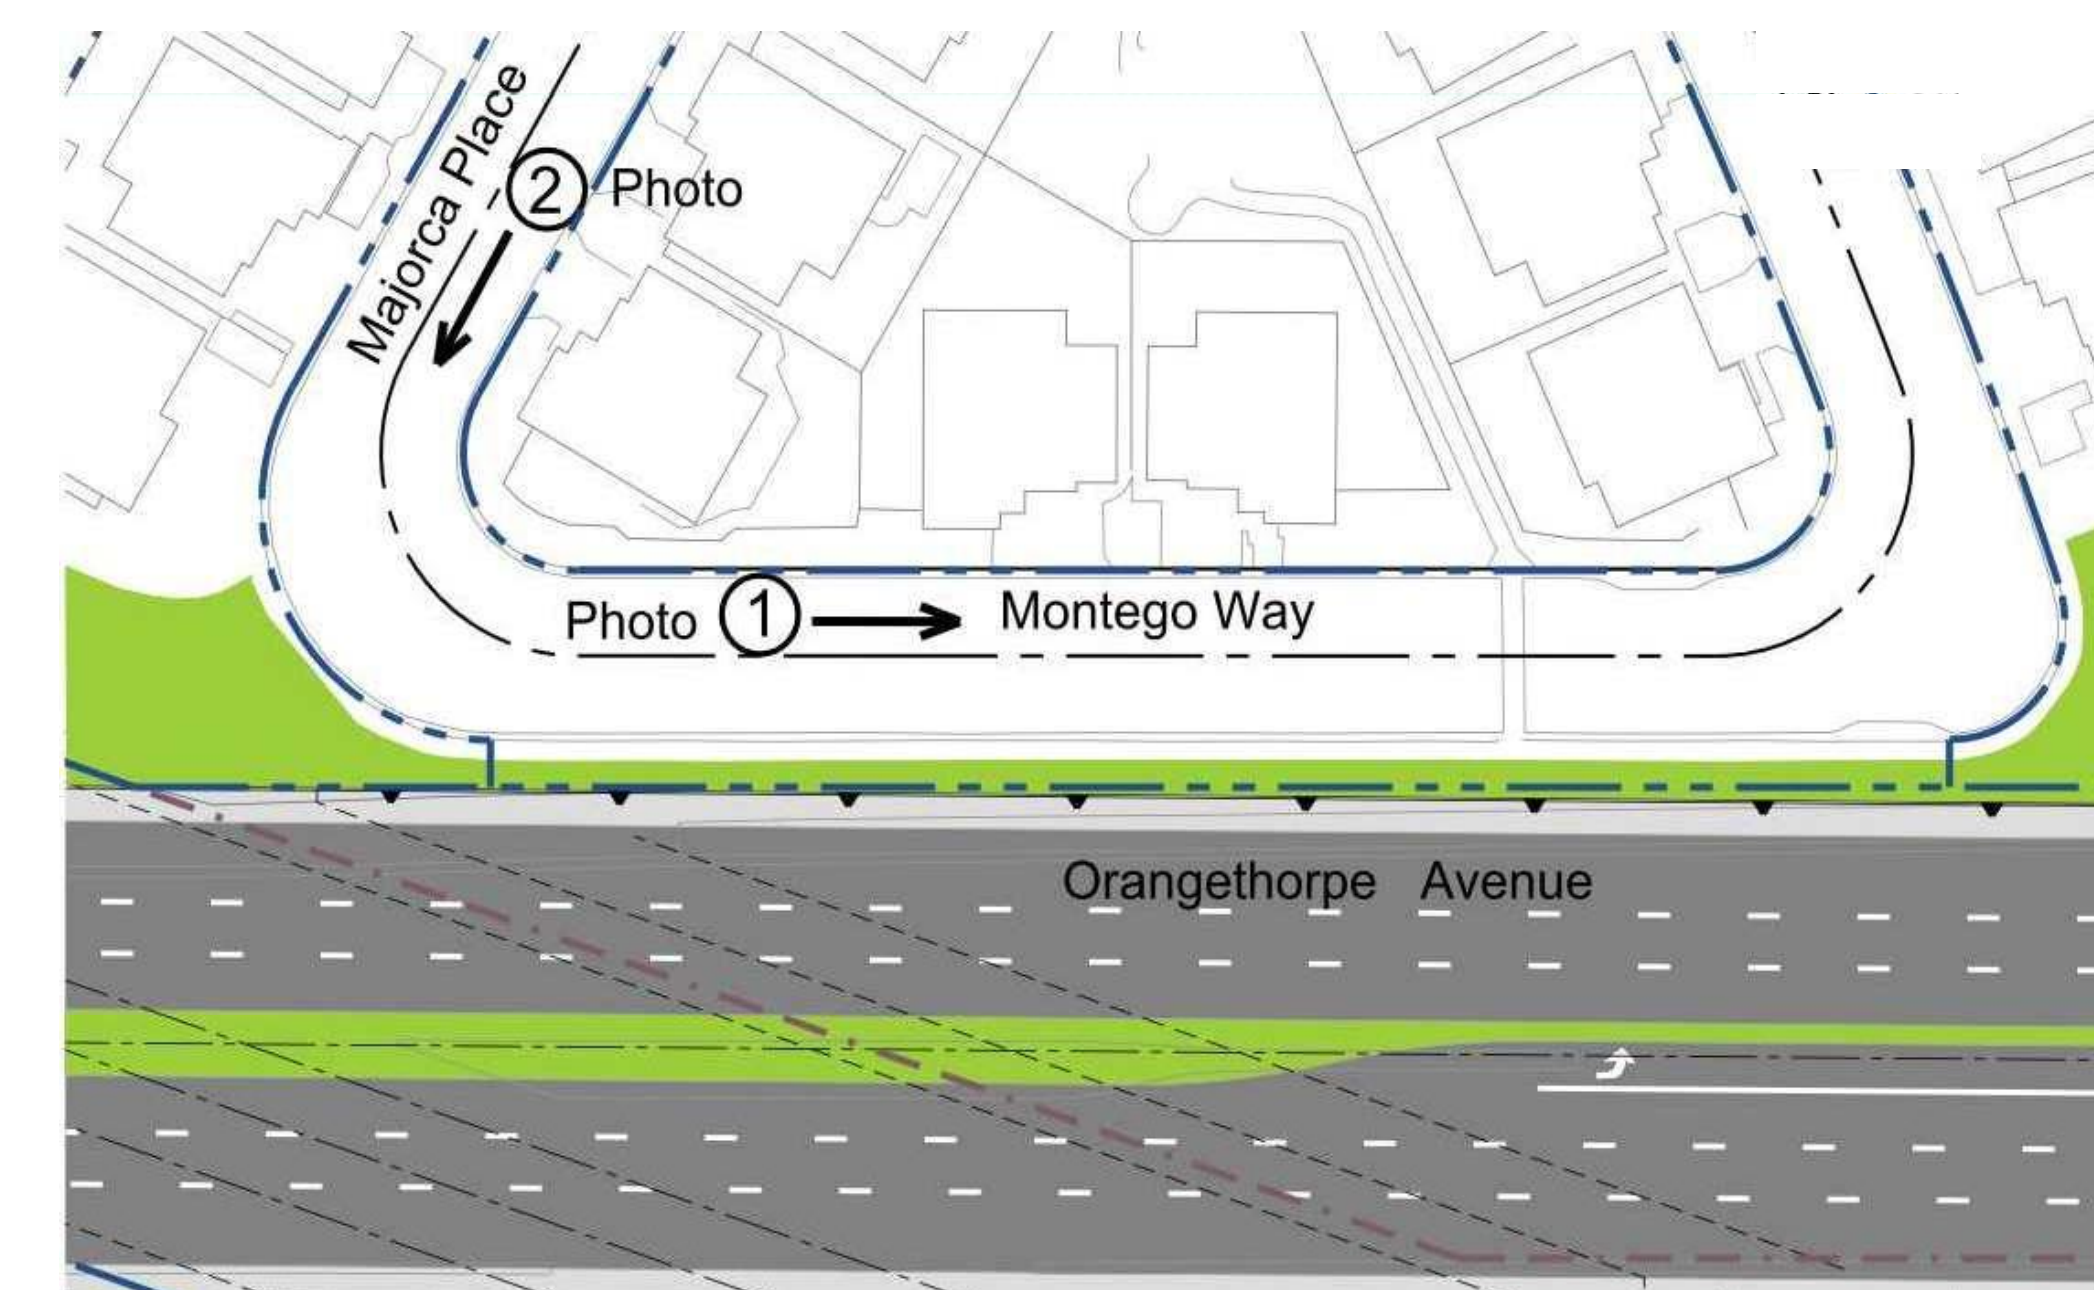 Majorca Place
2 Photo
Photo 1 Montego Way
Orangethorpe Avenue